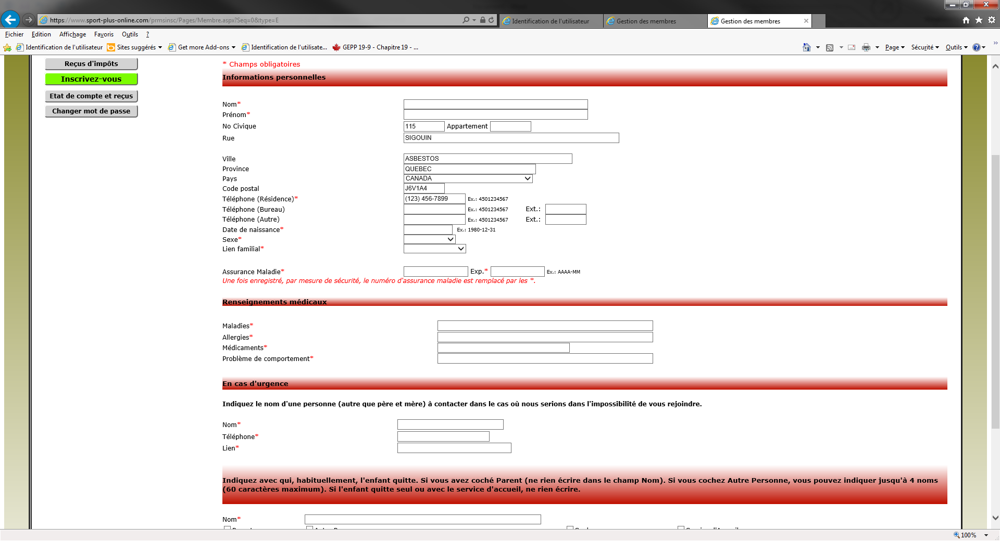 https://www.sport-plus-online.com/prmsinsc/Pages/Membre.aspx?Seq=0&type=E
Identification de l'utilisateur
Gestion des membres
Gestion des membres
Fichier Edition Affichage Favoris Outils ?
Identification de l'utilisateur Sites suggérés Get more Add-ons Identification de l'utilisate... GEPP 19-9 - Chapitre 19 - ... Page Sécurité Outils
Reçus d'impôts
Inscrivez-vous
Etat de compte et reçus
Changer mot de passe
* Champs obligatoires
Informations personnelles
Nom*
Prénom*
No Civique 115 Appartement
Rue SIGOUIN
Ville ASBESTOS
Province QUEBEC
Pays CANADA
Code postal J6V1A4
Téléphone (Résidence)* (123) 456-7899 Ex.: 4501234567
Téléphone (Bureau) Ex.: 4501234567 Ext.:
Téléphone (Autre) Ex.: 4501234567 Ext.:
Date de naissance* Ex.: 1980-12-31
Sexe*
Lien familial*
Assurance Maladie* Exp.* Ex.: AAAA-MM
Une fois enregistré, par mesure de sécurité, le numéro d'assurance maladie est remplacé par les *.
Renseignements médicaux
Maladies*
Allergies*
Médicaments*
Problème de comportement*
En cas d'urgence
Indiquez le nom d'une personne (autre que père et mère) à contacter dans le cas où nous serions dans l'impossibilité de vous rejoindre.
Nom*
Téléphone*
Lien*
Indiquez avec qui, habituellement, l'enfant quitte. Si vous avez coché Parent (ne rien écrire dans le champ Nom). Si vous cochez Autre Personne, vous pouvez indiquer jusqu'à 4 noms
(60 caractères maximum). Si l'enfant quitte seul ou avec le service d'accueil, ne rien écrire.
Nom*
100%